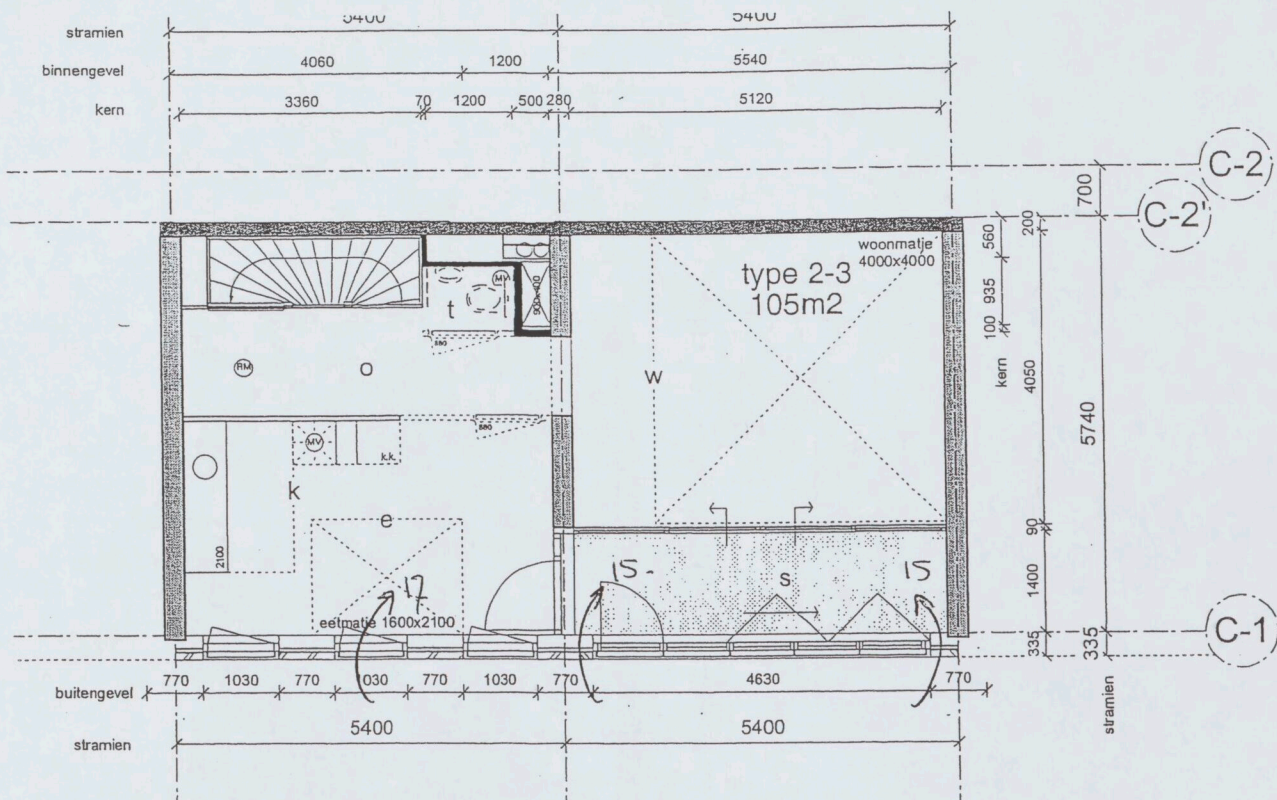 stramien 5400 5400
binnengevel 4060 1200 5540
kern 3360 70 1200 500 280 5120
C-2
700
C-2'
200
560
woonmatje
4000x4000
type 2-3
105m2
MV
t
900x400
935
100
880
kern
4050
5740
RM
o
w
880
MV
k.k.
k
e
2100
90
1400
15
s
15
17
eetmatje 1600x2100
C-1
335
335
buitengevel 770 1030 770 1030 770 1030 770 4630 770
stramien
stramien 5400 5400